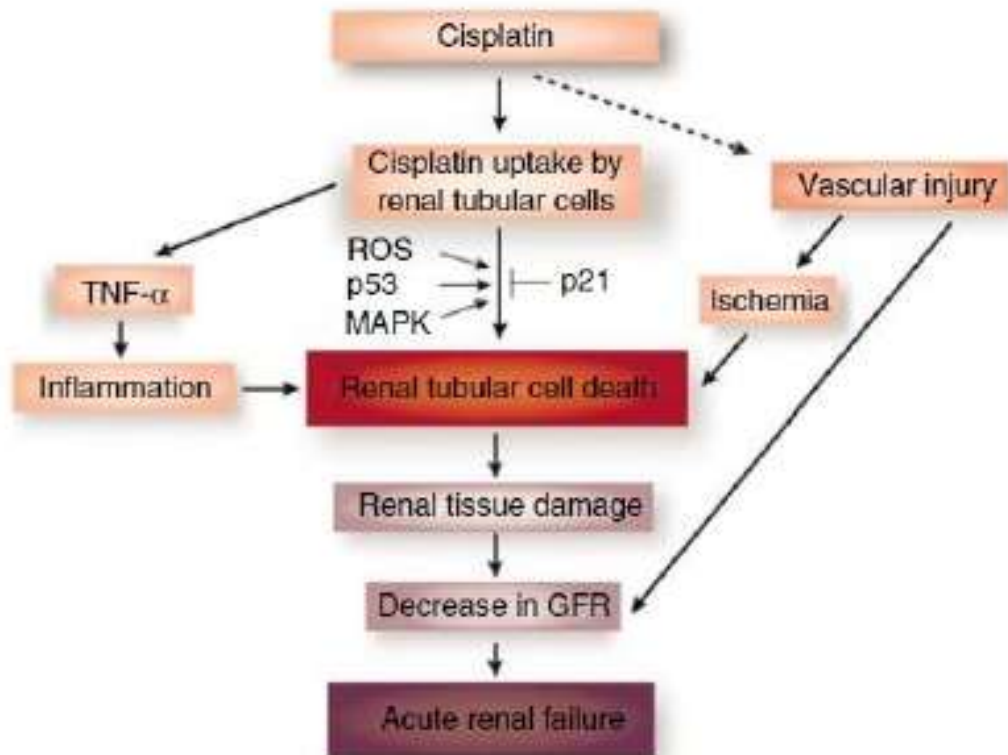 Cisplatin
Cisplatin uptake by
renal tubular cells
Vascular injury
ROS
p53
MAPK
p21
TNF-α
Ischemia
Inflammation
Renal tubular cell death
Renal tissue damage
Decrease in GFR
Acute renal failure